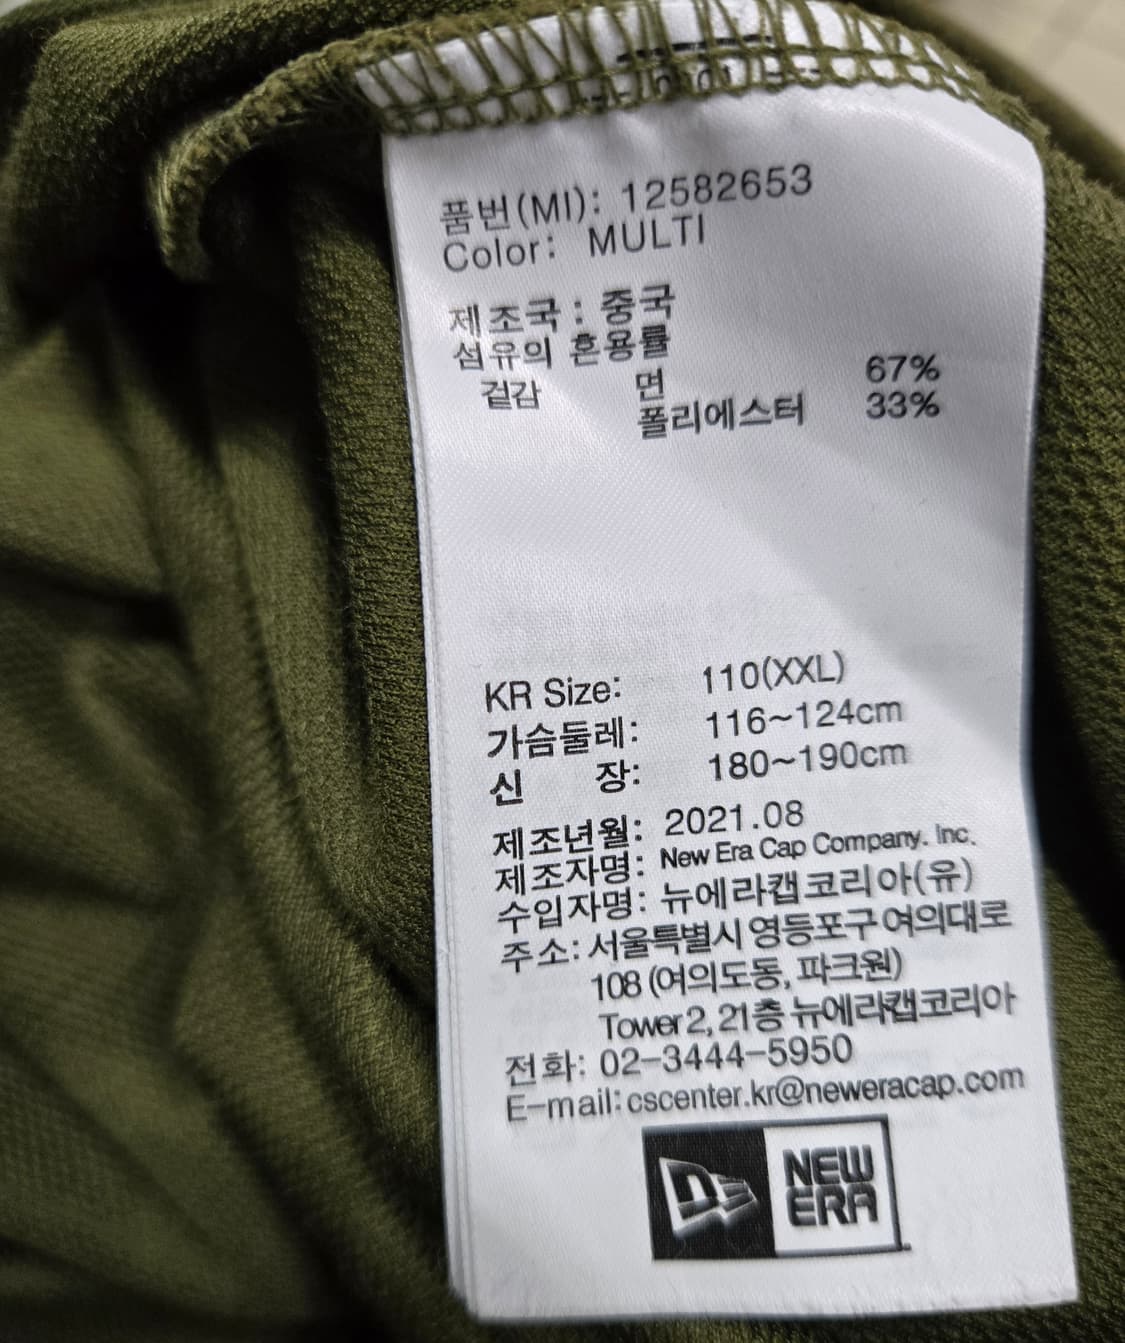 품번(MI): 12582653
Color: MULTI
제조국 : 중국
섬유의 혼용률
겉감 면 67%
폴리에스터 33%
KR Size: 110(XXL)
가슴둘레: 116~124cm
신 장: 180~190cm
제조년월: 2021.08
제조자명: New Era Cap Company. Inc.
수입자명: 뉴에라캡코리아(유)
주소: 서울특별시 영등포구 여의대로
108 (여의도동, 파크원)
Tower 2, 21층 뉴에라캡코리아
전화: 02-3444-5950
E-mail: cscenter.kr@neweracap.com
NEW
ERA